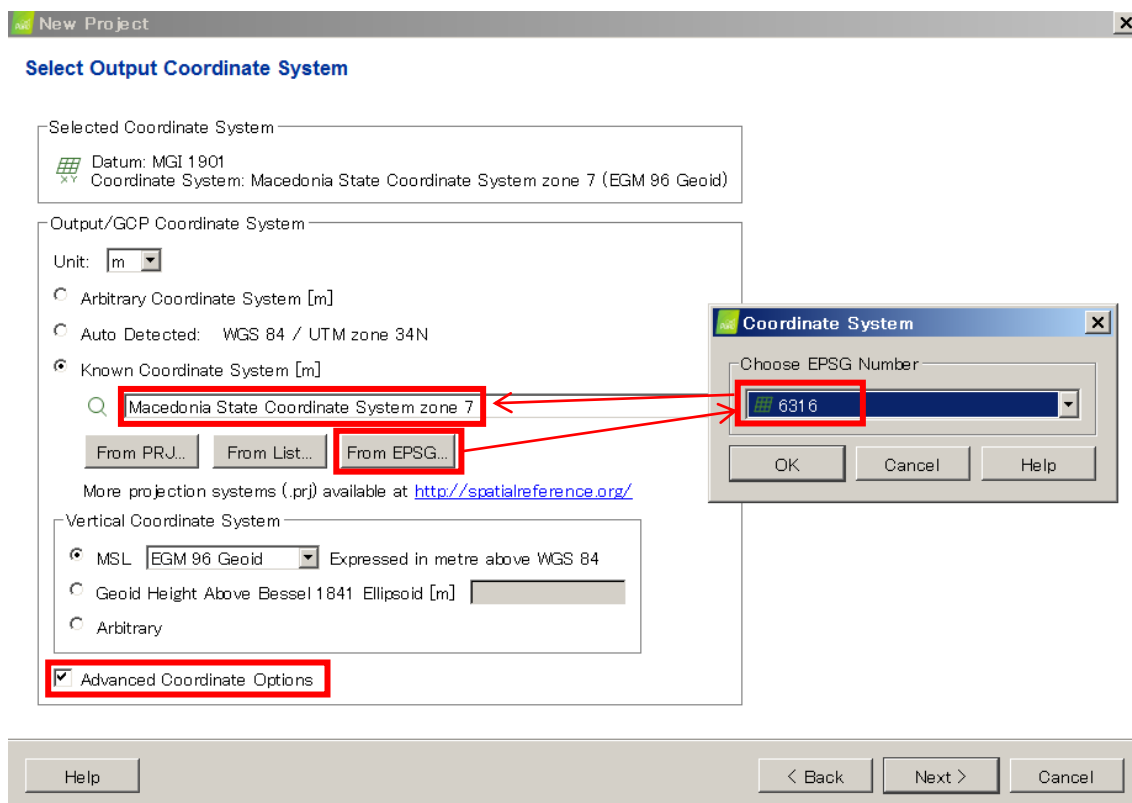 New Project
Select Output Coordinate System
Selected Coordinate System
Datum: MGI 1901
Coordinate System: Macedonia State Coordinate System zone 7 (EGM 96 Geoid)
Output/GCP Coordinate System
Unit: m
Arbitrary Coordinate System [m]
Auto Detected: WGS 84 / UTM zone 34N
Known Coordinate System [m]
Macedonia State Coordinate System zone 7
From PRJ... From List... From EPSG...
More projection systems (.prj) available at http://spatialreference.org/
Vertical Coordinate System
MSL EGM 96 Geoid Expressed in metre above WGS 84
Geoid Height Above Bessel 1841 Ellipsoid [m]
Arbitrary
Advanced Coordinate Options
Coordinate System
Choose EPSG Number
6316
OK Cancel Help
Help < Back Next > Cancel